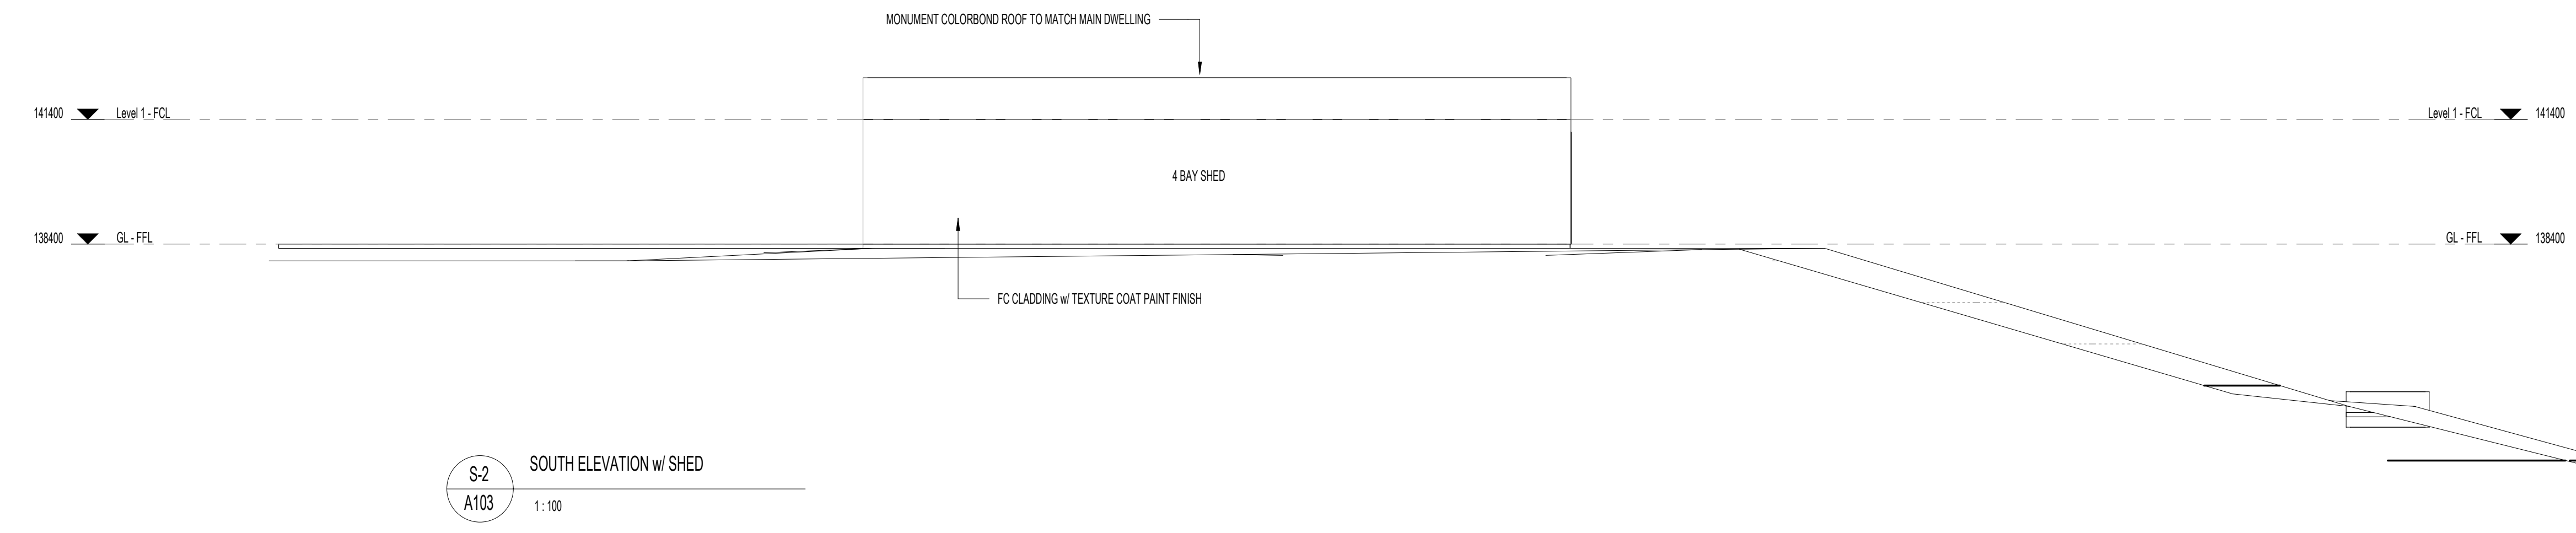 MONUMENT COLORBOND ROOF TO MATCH MAIN DWELLING
141400 Level 1 - FCL
Level 1 - FCL 141400
4 BAY SHED
138400 GL - FFL
GL - FFL 138400
FC CLADDING w/ TEXTURE COAT PAINT FINISH
S-2
SOUTH ELEVATION w/ SHED
A103
1 : 100